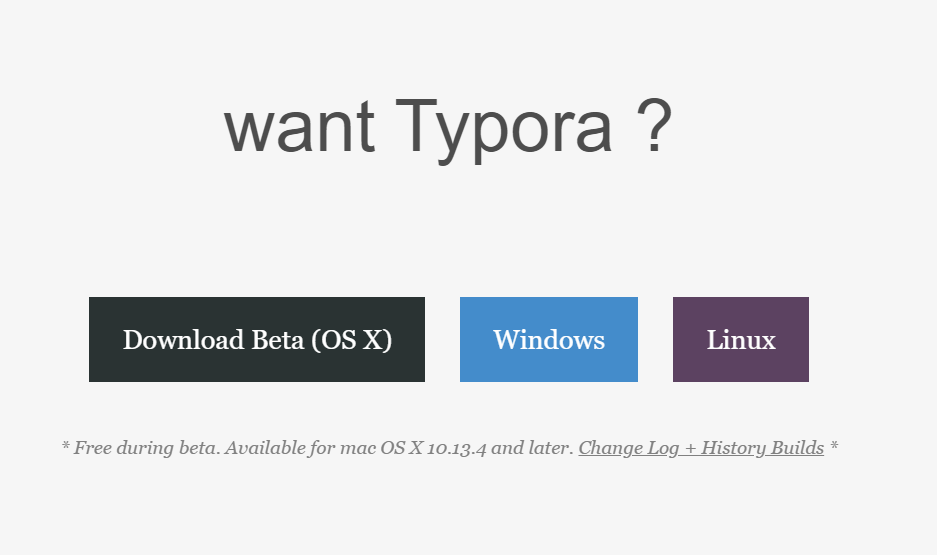 want Typora ?
Download Beta (OS X)
Windows
Linux
* Free during beta. Available for mac OS X 10.13.4 and later. Change Log + History Builds *